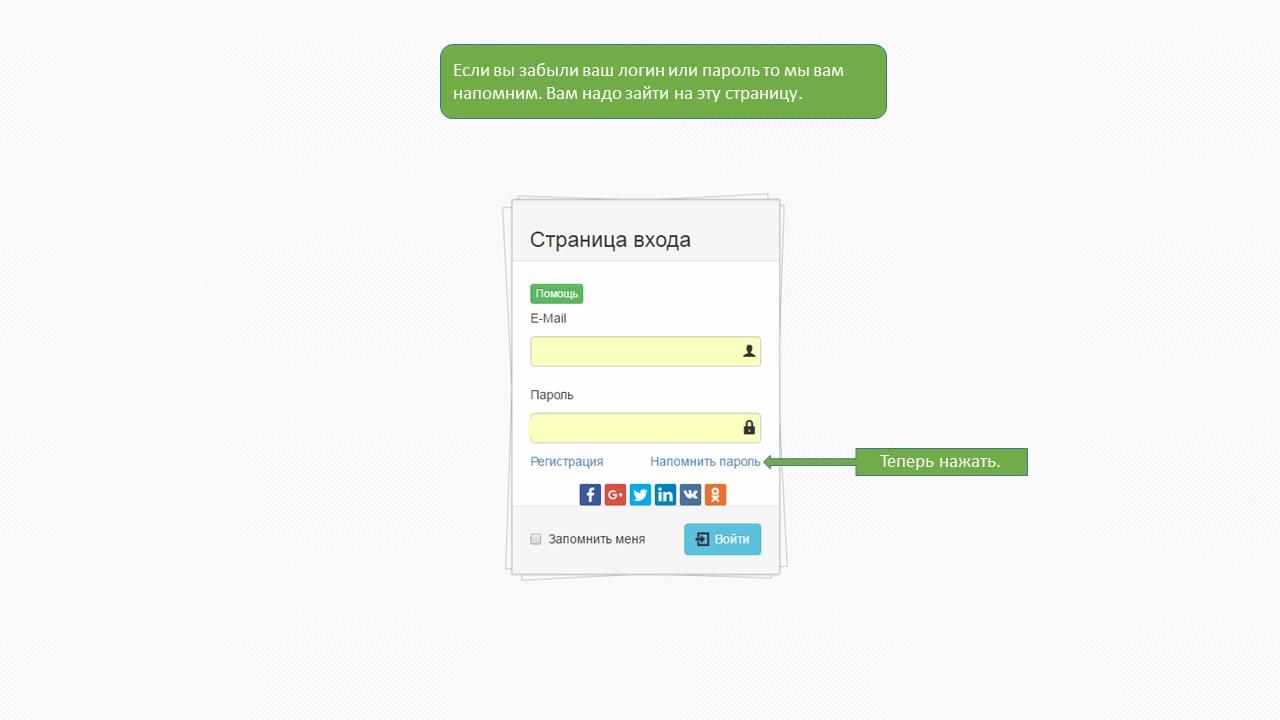 Если вы забыли ваш логин или пароль то мы вам
напомним. Вам надо зайти на эту страницу.
Страница входа
Помощь
E-Mail
Пароль
Регистрация Напомнить пароль
Теперь нажать.
Запомнить меня
Войти